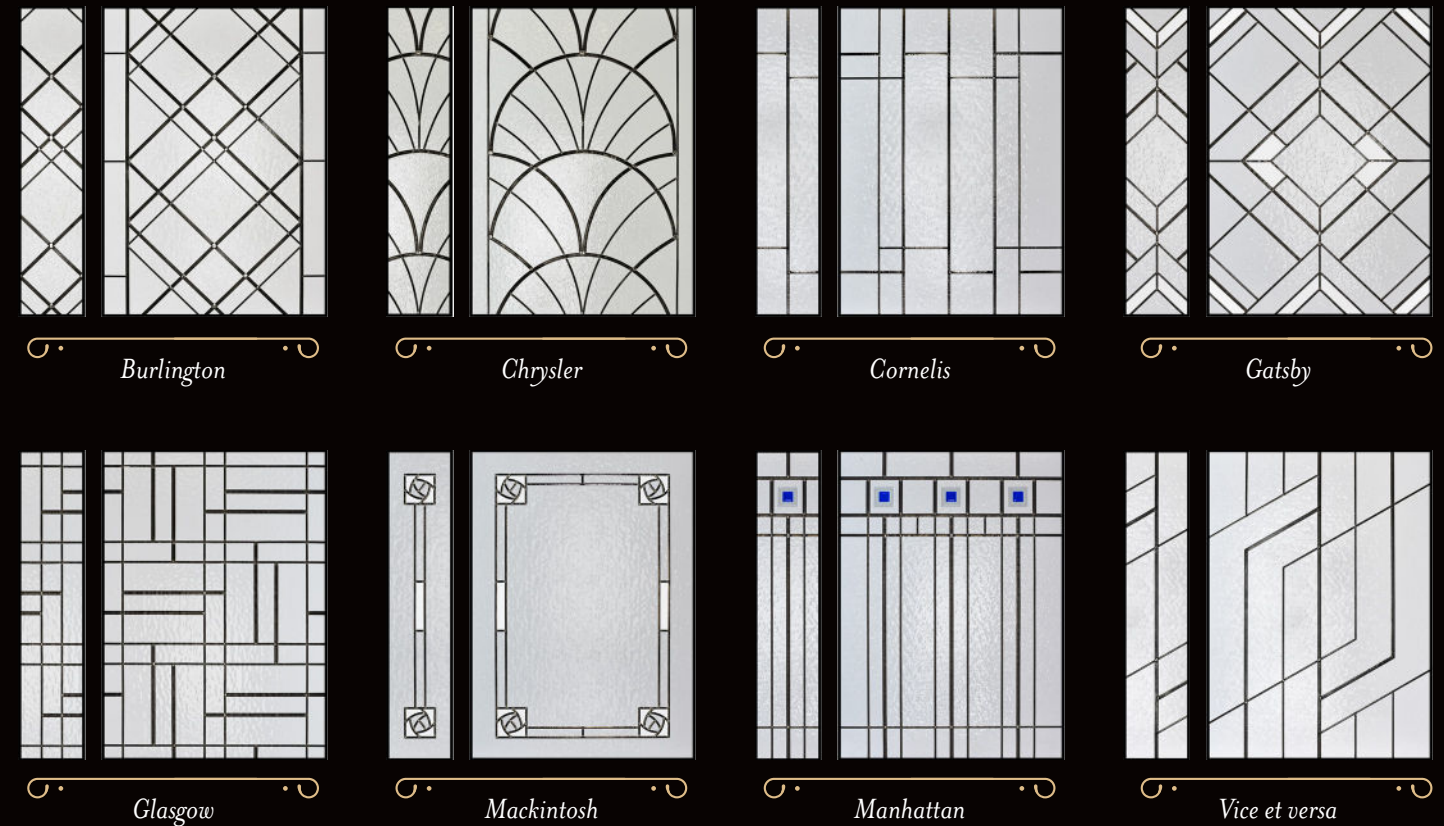 Burlington
Chrysler
Cornelis
Gatsby
Glasgow
Mackintosh
Manhattan
Vice et versa